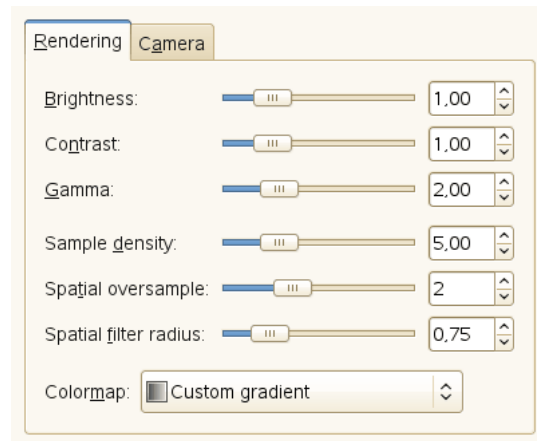 Rendering Camera
Brightness: 1,00
Contrast: 1,00
Gamma: 2,00
Sample density: 5,00
Spatial oversample: 2
Spatial filter radius: 0,75
Colormap: Custom gradient